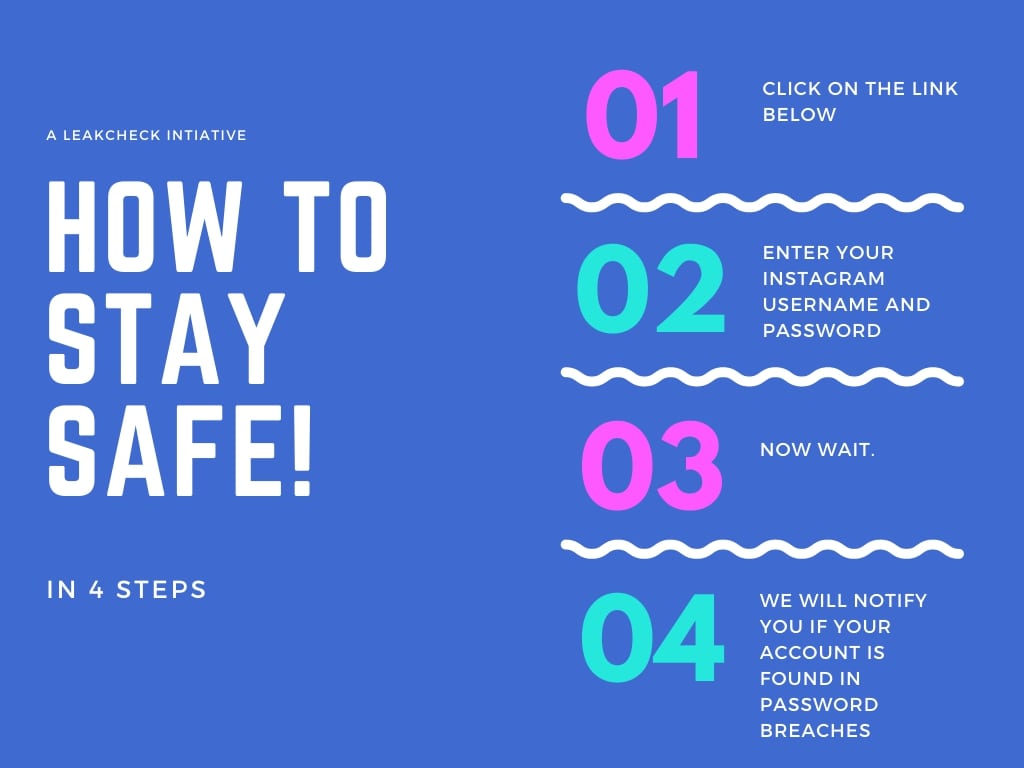 A LEAKCHECK INTIATIVE
HOW TO
STAY
SAFE!
IN 4 STEPS
01
CLICK ON THE LINK
BELOW
02
ENTER YOUR
INSTAGRAM
USERNAME AND
PASSWORD
03
NOW WAIT.
04
WE WILL NOTIFY
YOU IF YOUR
ACCOUNT IS
FOUND IN
PASSWORD
BREACHES